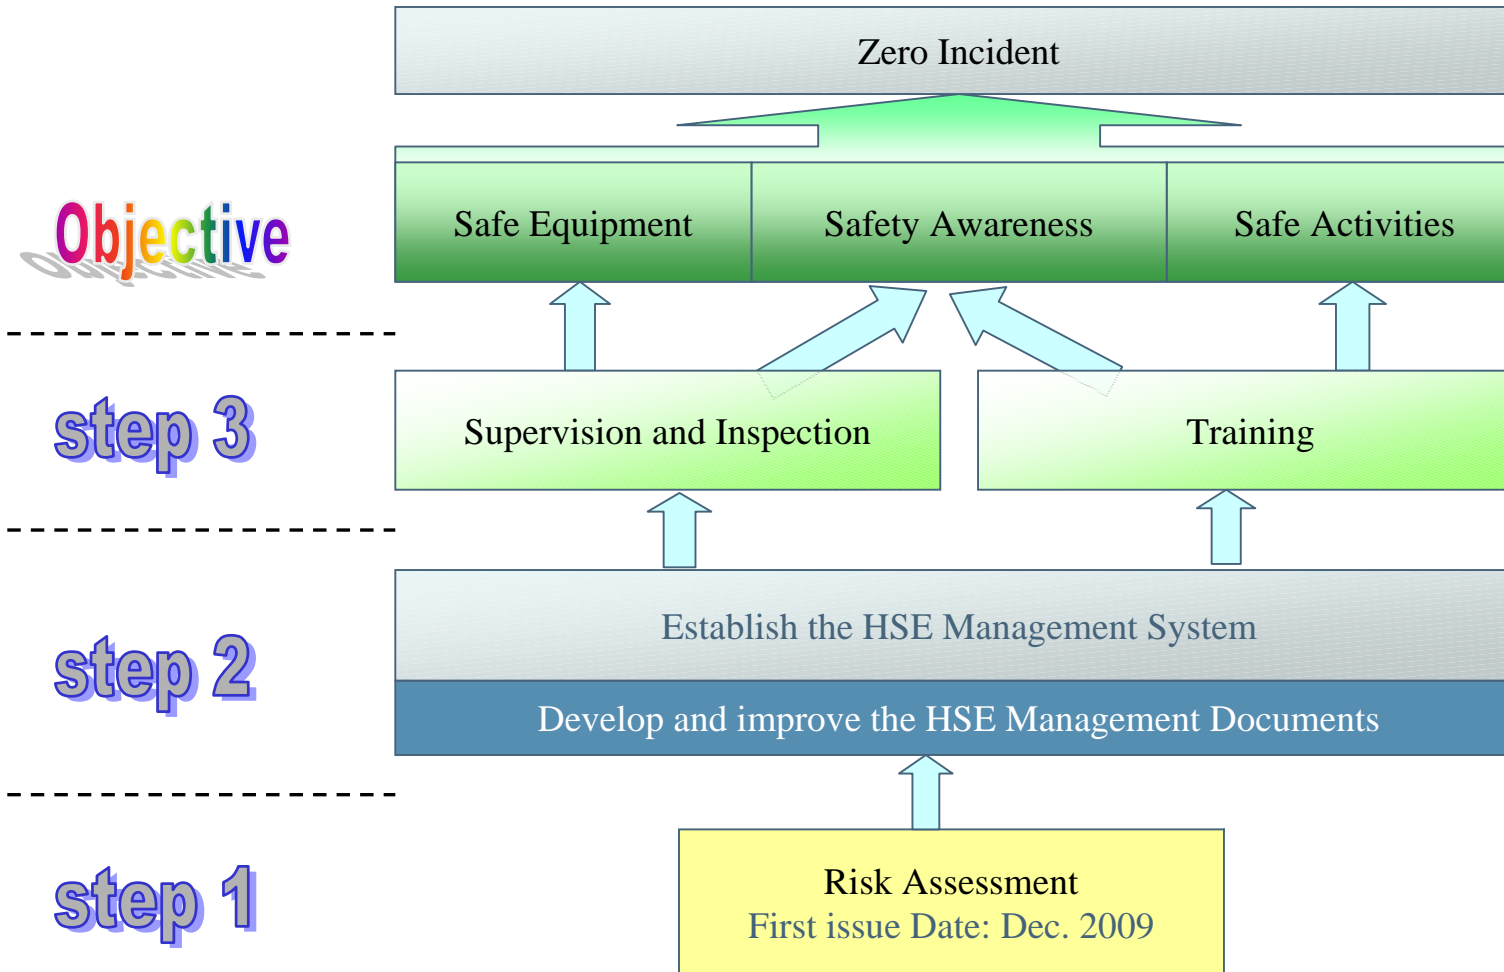 Zero Incident
Objective
Safe Equipment
Safety Awareness
Safe Activities
step 3
Supervision and Inspection
Training
step 2
Establish the HSE Management System
Develop and improve the HSE Management Documents
step 1
Risk Assessment
First issue Date: Dec. 2009